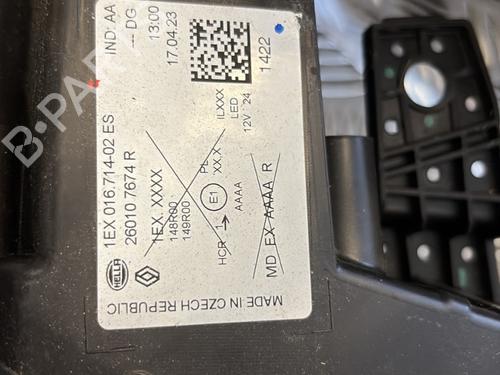 1EX 016.714-02 ES
IND: AA
26010 7674 R
-- DG
13:00
17.04.23
1EX. XXXX
148R00
149R00
PL
XX.X
ILXXX
LED
12V 24
1422
HCR 1
E1
AAAA
MD EX AAAA R
HELLA
MADE IN CZECH REPUBLIC
B-PARTS